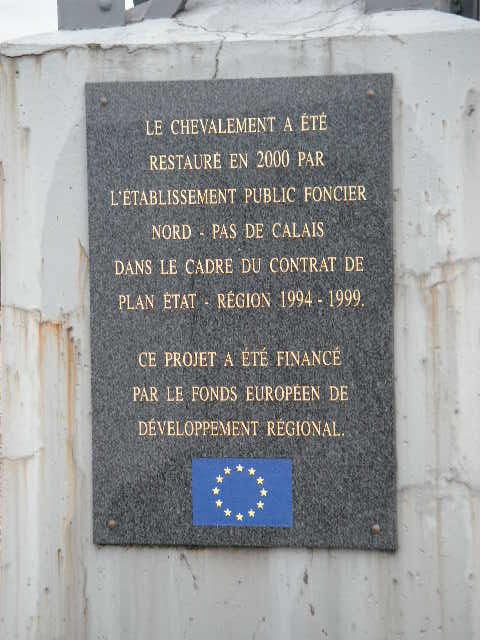 LE CHEVALEMENT A ÉTÉ
RESTAURÉ EN 2000 PAR
L'ÉTABLISSEMENT PUBLIC FONCIER
NORD - PAS DE CALAIS
DANS LE CADRE DU CONTRAT DE
PLAN ÉTAT - RÉGION 1994 - 1999.
CE PROJET A ÉTÉ FINANCÉ
PAR LE FONDS EUROPÉEN DE
DÉVELOPPEMENT RÉGIONAL.